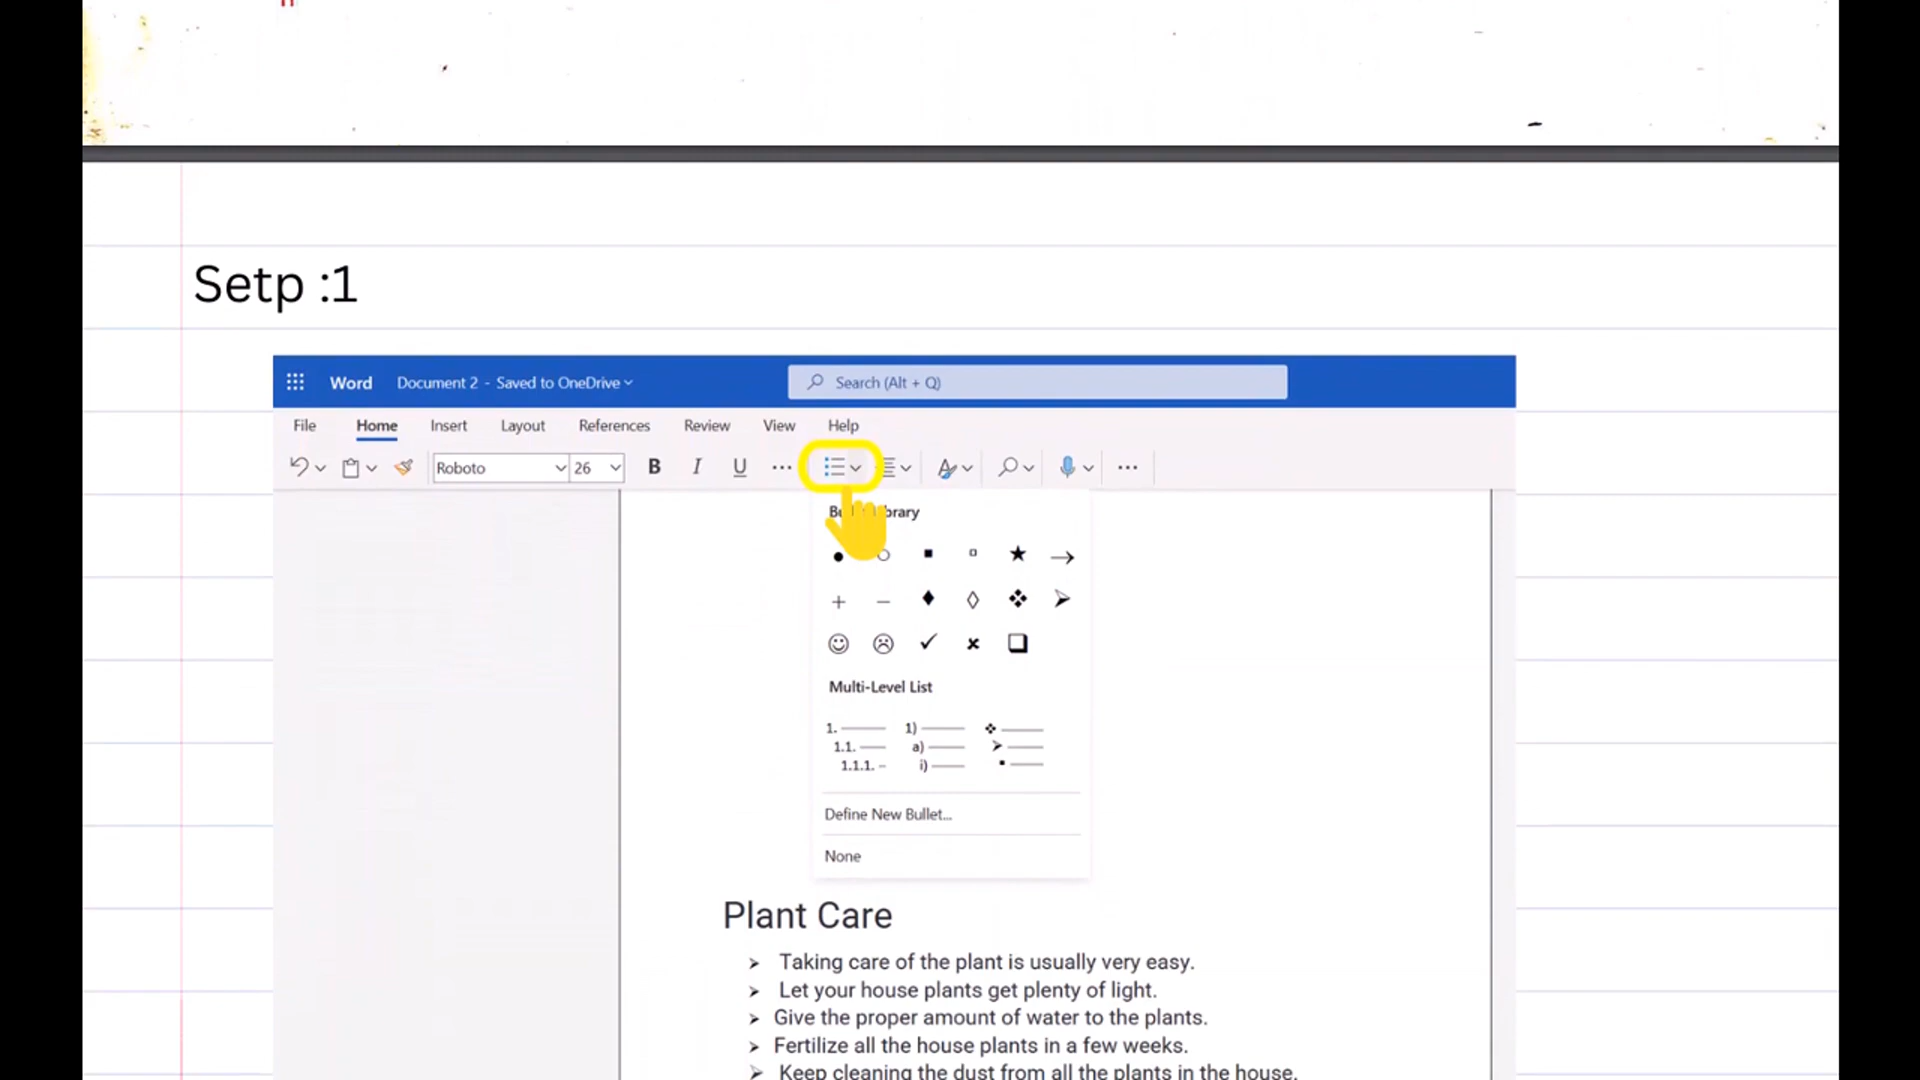 Setp :1
Word Document 2 - Saved to OneDrive Search (Alt + Q)
File Home Insert Layout References Review View Help
Roboto 26 B I U
Multi-Level List
1. 1)
1.1. a)
1.1.1. i)
Define New Bullet...
None
Plant Care
➢ Taking care of the plant is usually very easy.
➢ Let your house plants get plenty of light.
➢ Give the proper amount of water to the plants.
➢ Fertilize all the house plants in a few weeks.
➢ Keep cleaning the dust from all the plants in the house.